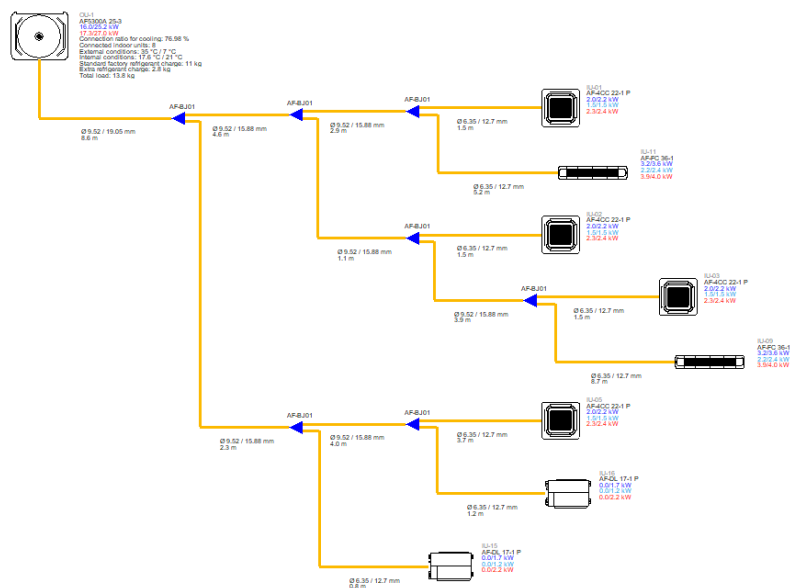 OU-1
AF5300A 25-3
16.0/25.2 kW
17.3/27.0 kW
Connection ratio for cooling: 76,98 %
Connected indoor units: 8
External conditions: 35 °C / 7 °C
Internal conditions: 17.6 °C / 21 °C
Standard factory refrigerant charge: 11 kg
Extra refrigerant charge: 2.8 kg
Total load: 13.8 kg
AF-BJ01
Ø 9.52 / 19.05 mm
8.6 m
AF-BJ01
Ø 9.52 / 15.88 mm
4.6 m
AF-BJ01
Ø 9.52 / 15.88 mm
2.9 m
Ø 6.35 / 12.7 mm
1.5 m
IU-01
AF-4CC 22-1 P
2.0/2.2 kW
1.5/1.5 kW
2.3/2.4 kW
IU-11
AF-FC 36-1
3.2/3.6 kW
2.2/2.4 kW
3.9/4.0 kW
Ø 6.35 / 12.7 mm
5.2 m
AF-BJ01
Ø 9.52 / 15.88 mm
1.1 m
Ø 6.35 / 12.7 mm
1.5 m
IU-02
AF-4CC 22-1 P
2.0/2.2 kW
1.5/1.5 kW
2.3/2.4 kW
AF-BJ01
Ø 9.52 / 15.88 mm
3.9 m
Ø 6.35 / 12.7 mm
1.5 m
IU-03
AF-4CC 22-1 P
2.0/2.2 kW
1.5/1.5 kW
2.3/2.4 kW
IU-09
AF-FC 36-1
3.2/3.6 kW
2.2/2.4 kW
3.9/4.0 kW
Ø 6.35 / 12.7 mm
8.7 m
AF-BJ01
Ø 9.52 / 15.88 mm
2.3 m
AF-BJ01
Ø 9.52 / 15.88 mm
4.0 m
Ø 6.35 / 12.7 mm
3.7 m
IU-05
AF-4CC 22-1 P
2.0/2.2 kW
1.5/1.5 kW
2.3/2.4 kW
IU-16
AF-DL 17-1 P
0.0/1.7 kW
0.0/1.2 kW
0.0/2.2 kW
Ø 6.35 / 12.7 mm
1.2 m
IU-15
AF-DL 17-1 P
0.0/1.7 kW
0.0/1.2 kW
0.0/2.2 kW
Ø 6.35 / 12.7 mm
0.8 m